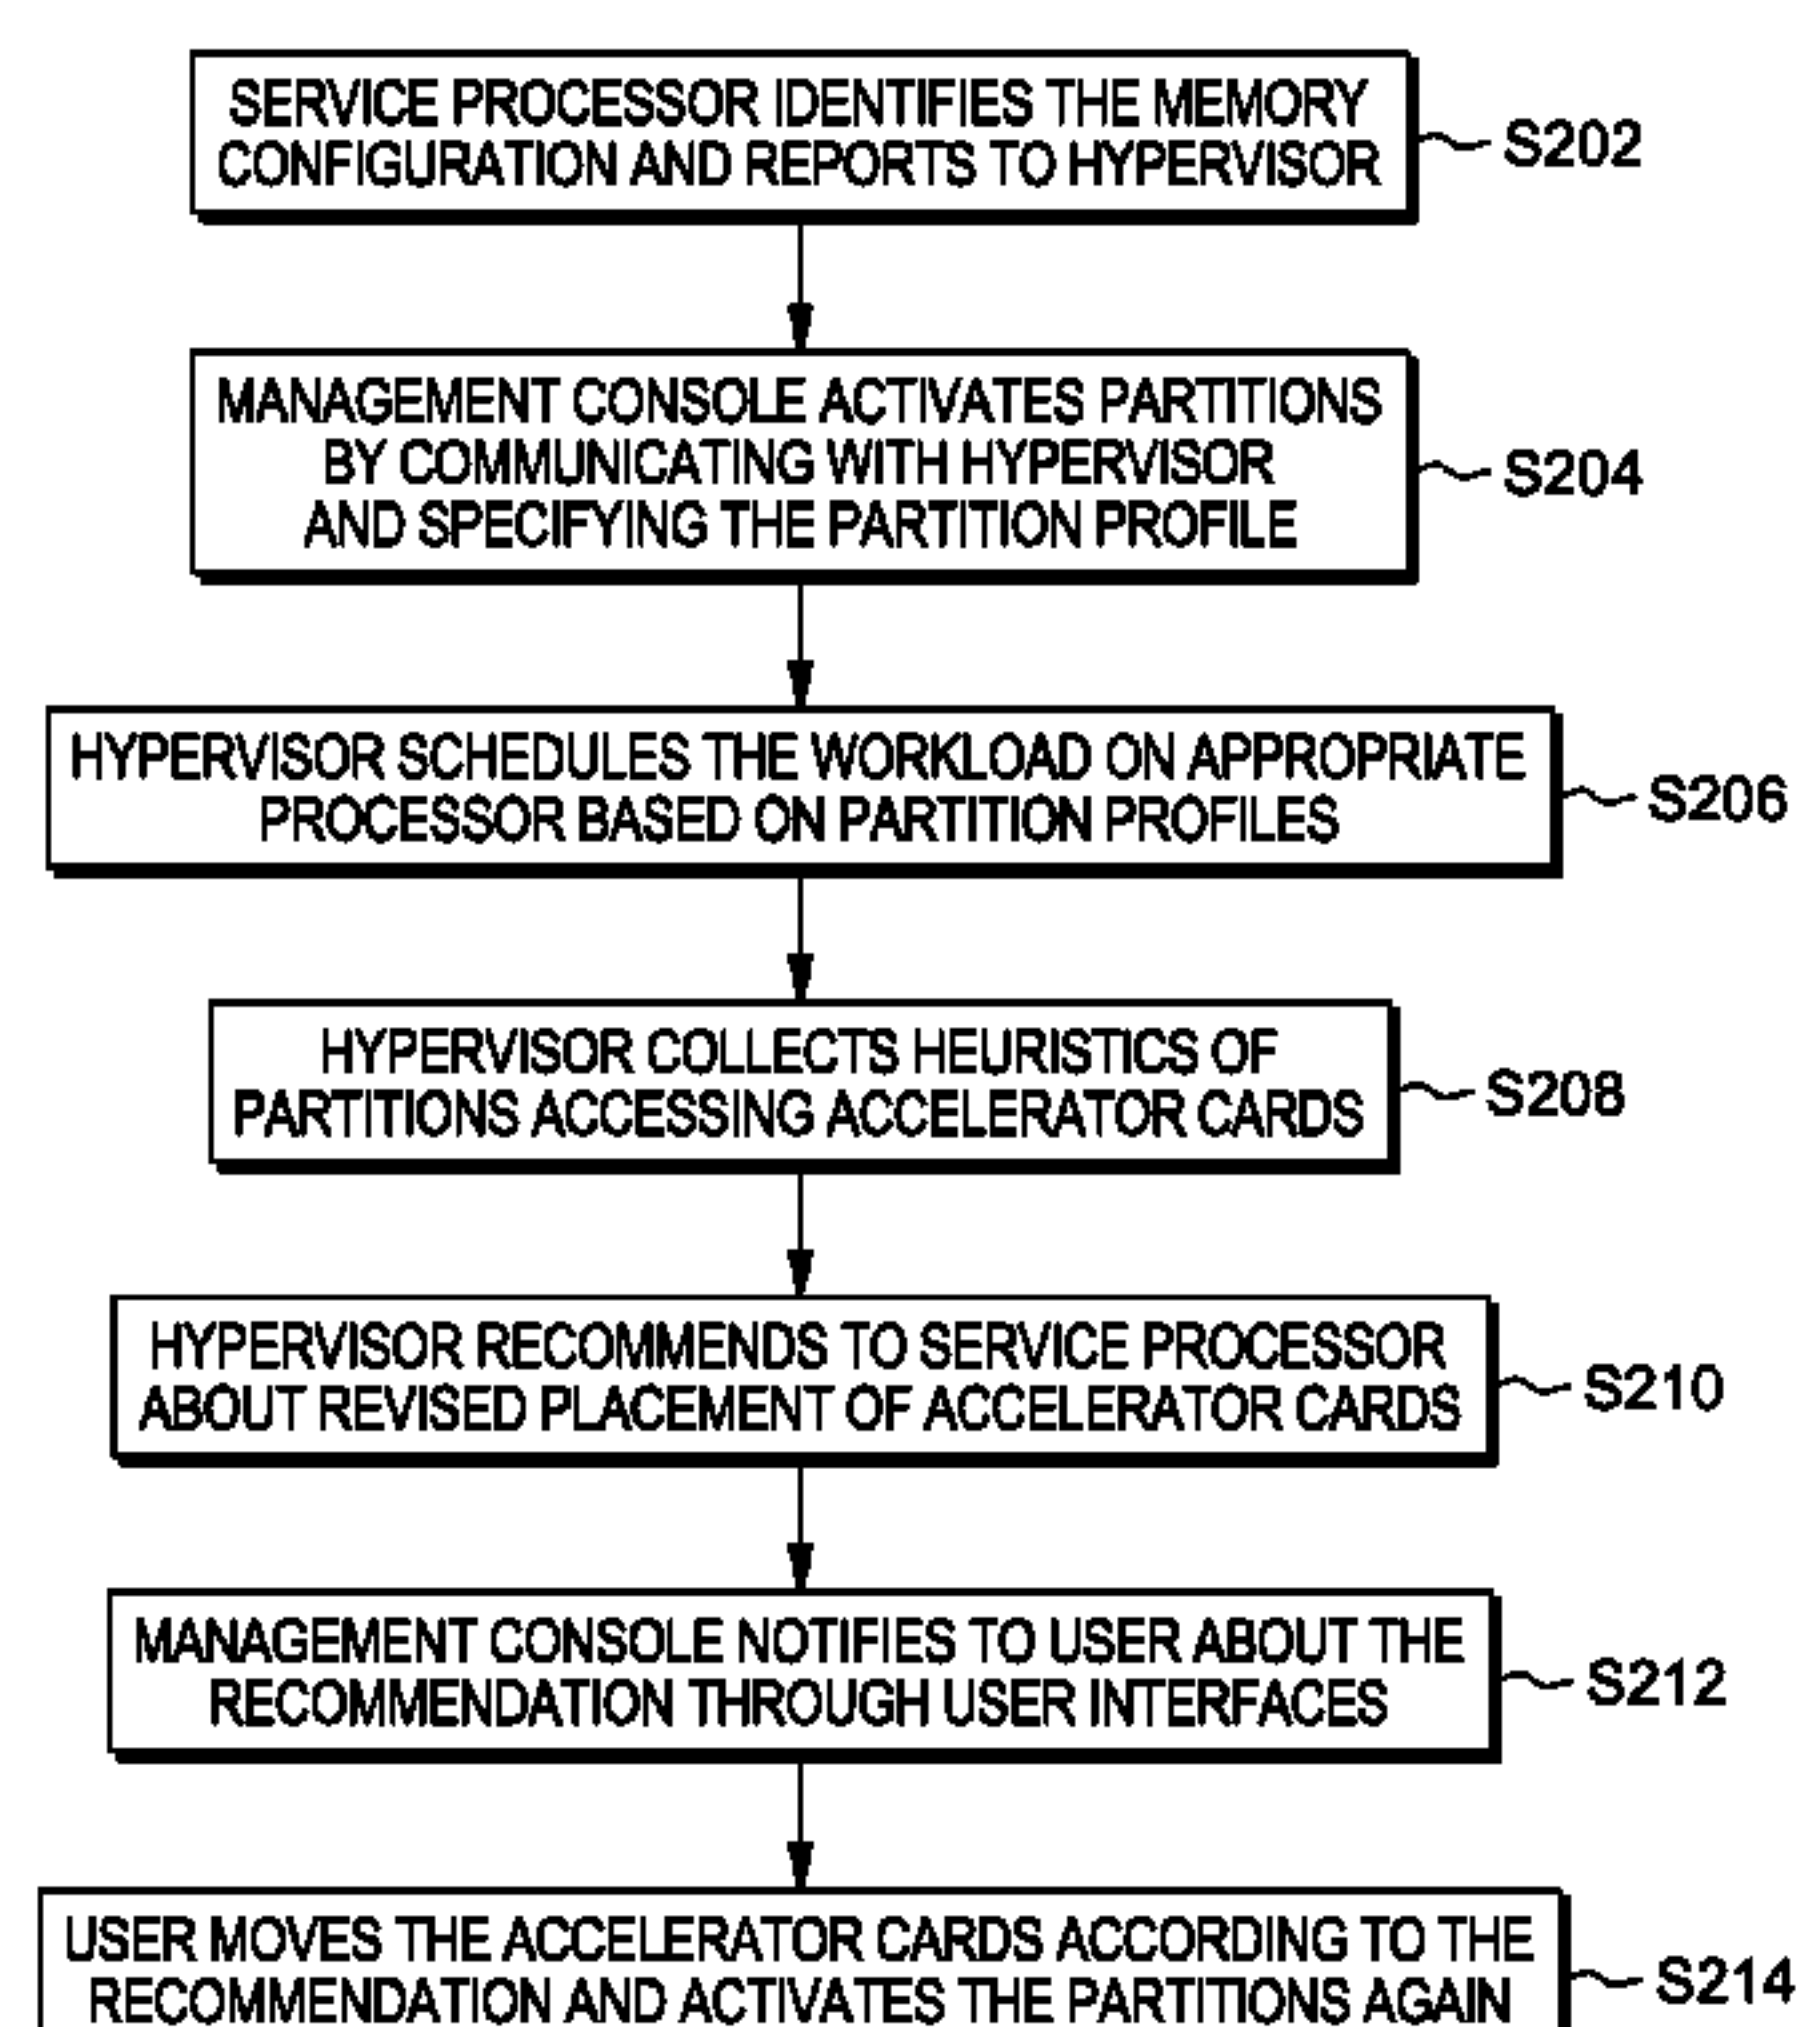 SERVICE PROCESSOR IDENTIFIES THE MEMORY
CONFIGURATION AND REPORTS TO HYPERVISOR
S202
MANAGEMENT CONSOLE ACTIVATES PARTITIONS
BY COMMUNICATING WITH HYPERVISOR
AND SPECIFYING THE PARTITION PROFILE
S204
HYPERVISOR SCHEDULES THE WORKLOAD ON APPROPRIATE
PROCESSOR BASED ON PARTITION PROFILES
S206
HYPERVISOR COLLECTS HEURISTICS OF
PARTITIONS ACCESSING ACCELERATOR CARDS
S208
HYPERVISOR RECOMMENDS TO SERVICE PROCESSOR
ABOUT REVISED PLACEMENT OF ACCELERATOR CARDS
S210
MANAGEMENT CONSOLE NOTIFIES TO USER ABOUT THE
RECOMMENDATION THROUGH USER INTERFACES
S212
USER MOVES THE ACCELERATOR CARDS ACCORDING TO THE
RECOMMENDATION AND ACTIVATES THE PARTITIONS AGAIN
S214